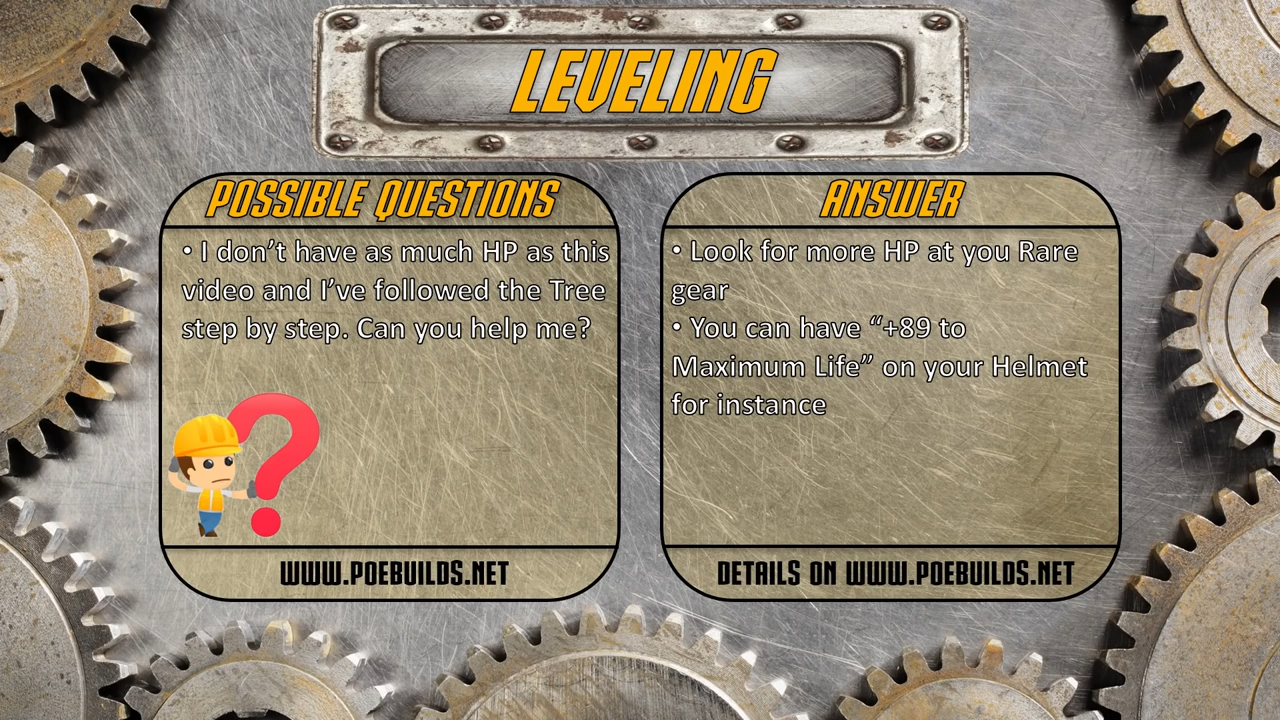 LEVELING
POSSIBLE QUESTIONS
• I don’t have as much HP as this
video and I’ve followed the Tree
step by step. Can you help me?
WWW.POEBUILDS.NET
ANSWER
• Look for more HP at you Rare
gear
• You can have “+89 to
Maximum Life” on your Helmet
for instance
DETAILS ON WWW.POEBUILDS.NET